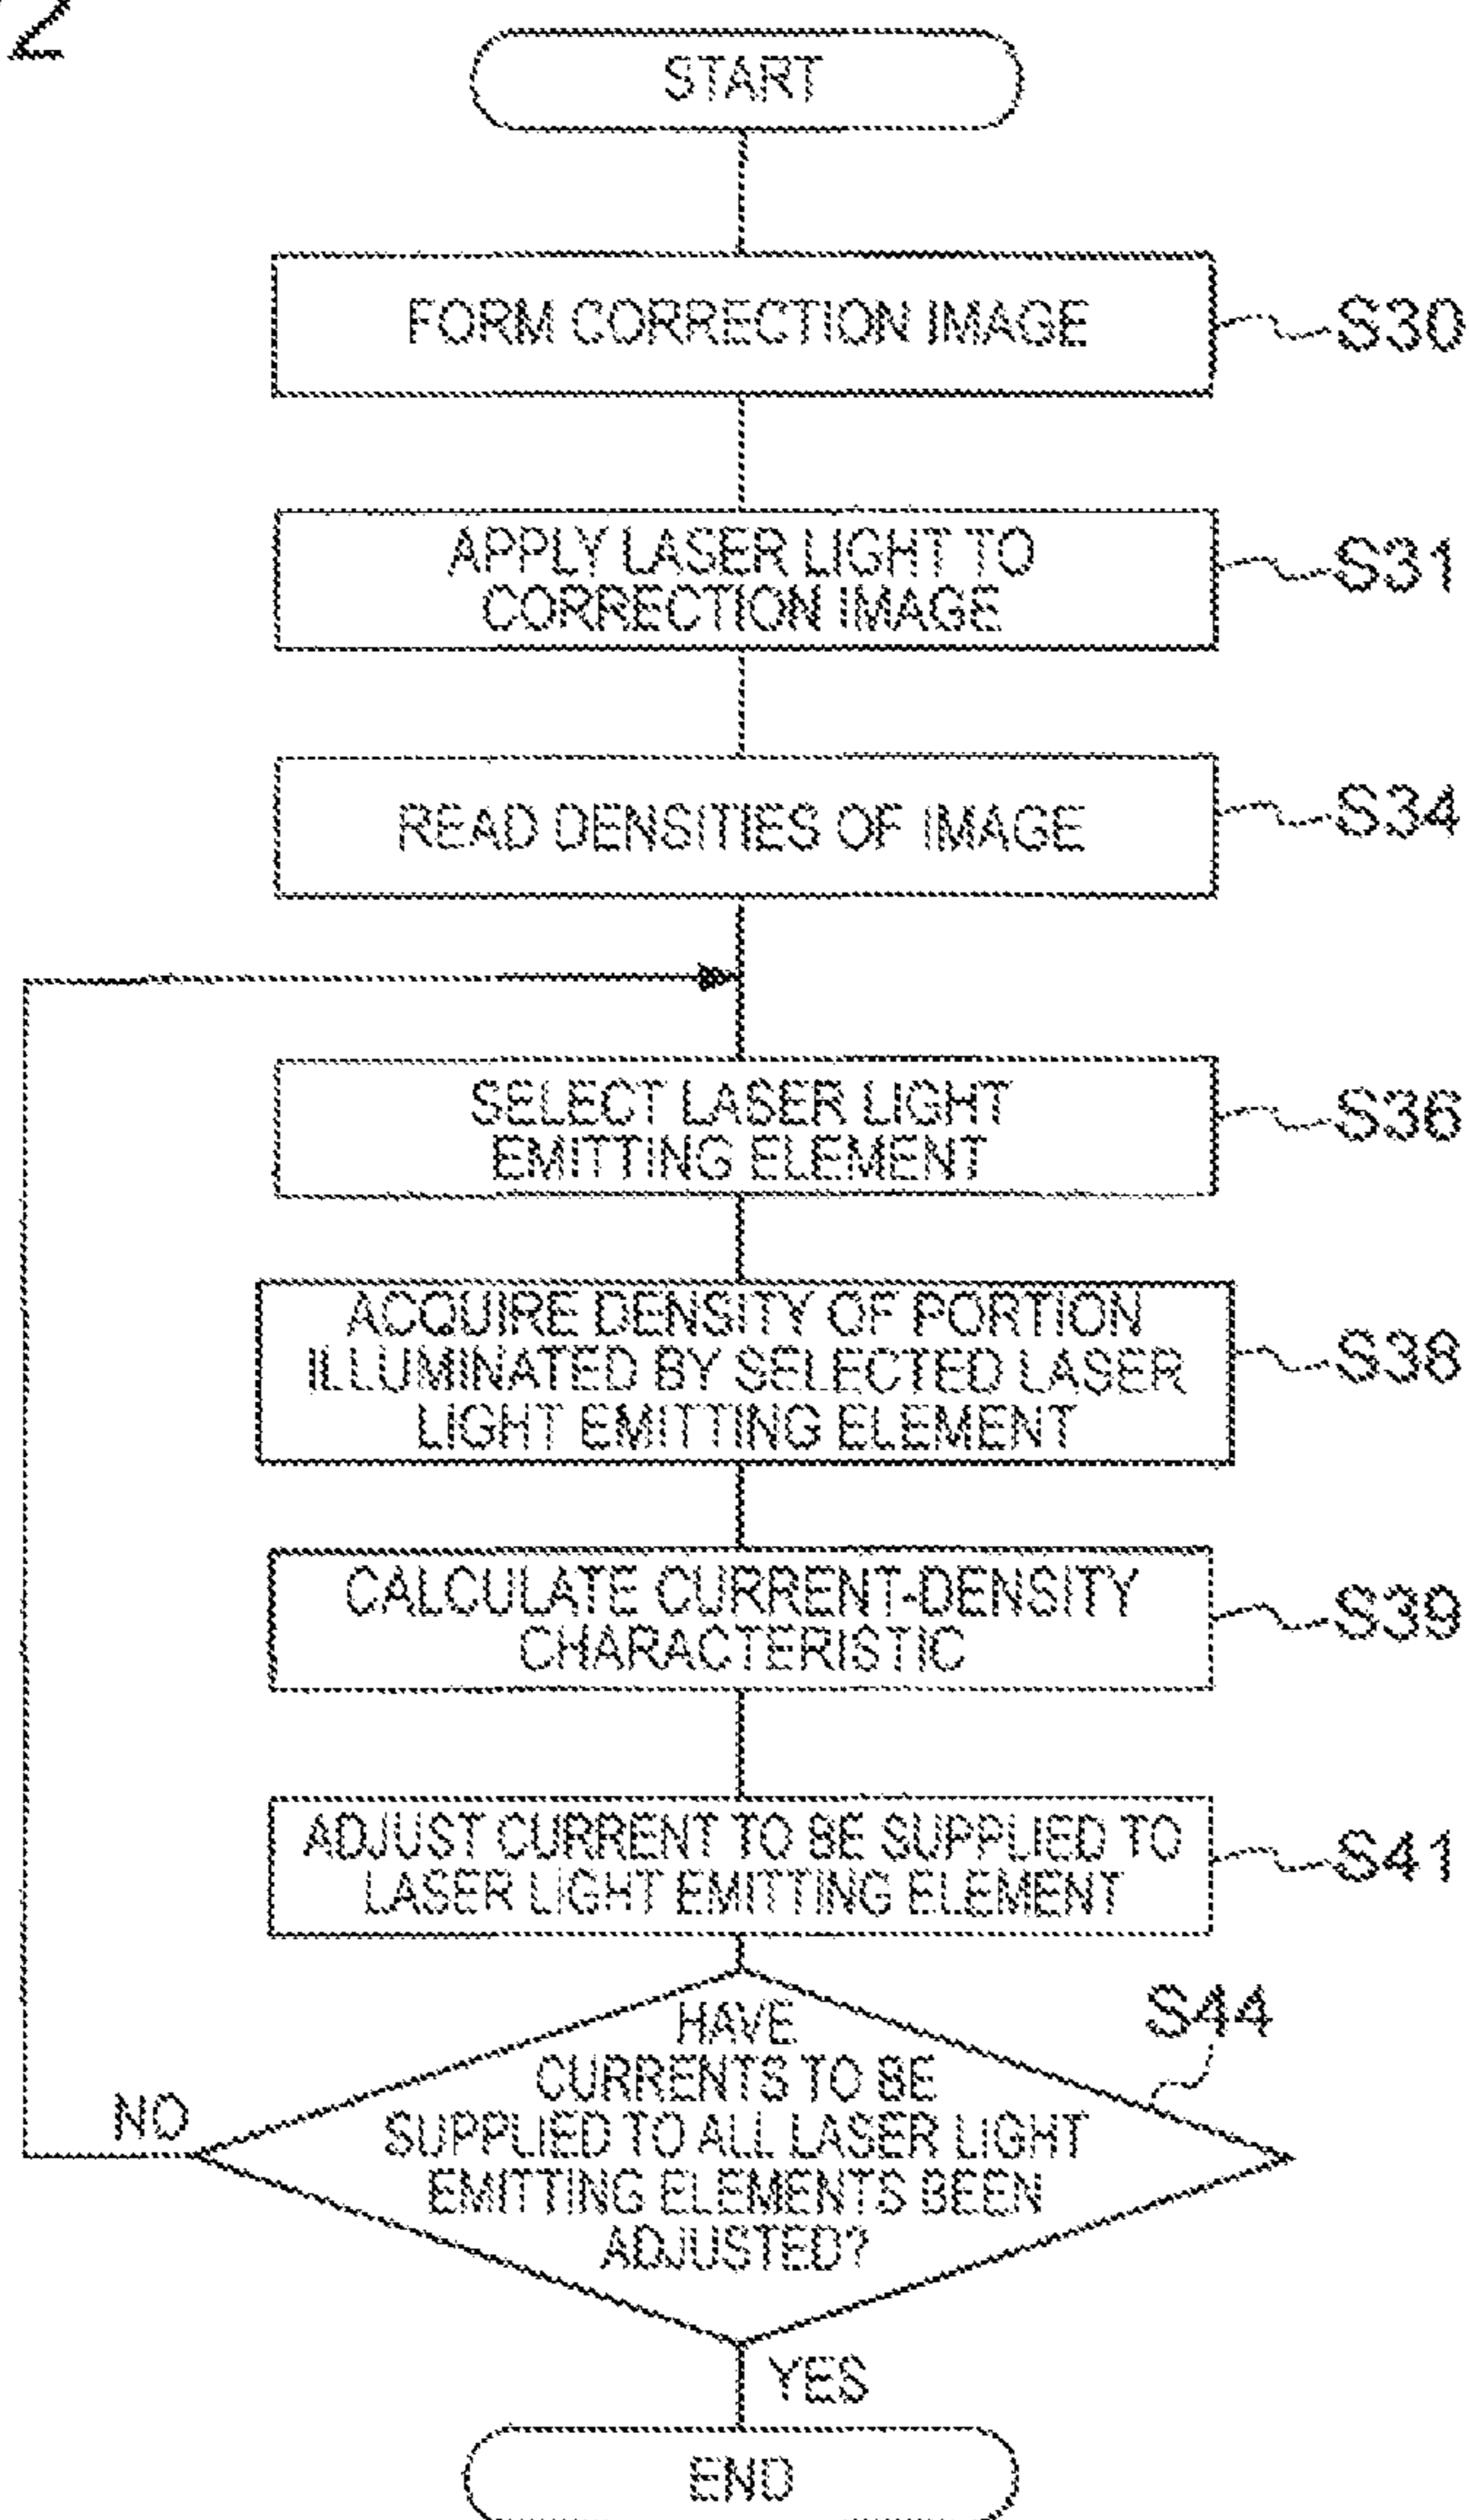 2
START
FORM CORRECTION IMAGE
S30
APPLY LASER LIGHT TO
CORRECTION IMAGE
S31
READ DENSITIES OF IMAGE
S34
SELECT LASER LIGHT
EMITTING ELEMENT
S36
ACQUIRE DENSITY OF PORTION
ILLUMINATED BY SELECTED LASER
LIGHT EMITTING ELEMENT
S38
CALCULATE CURRENT-DENSITY
CHARACTERISTIC
S39
ADJUST CURRENT TO BE SUPPLIED TO
LASER LIGHT EMITTING ELEMENT
S41
S44
HAVE
CURRENTS TO BE
SUPPLIED TO ALL LASER LIGHT
EMITTING ELEMENTS BEEN
ADJUSTED?
NO
YES
END